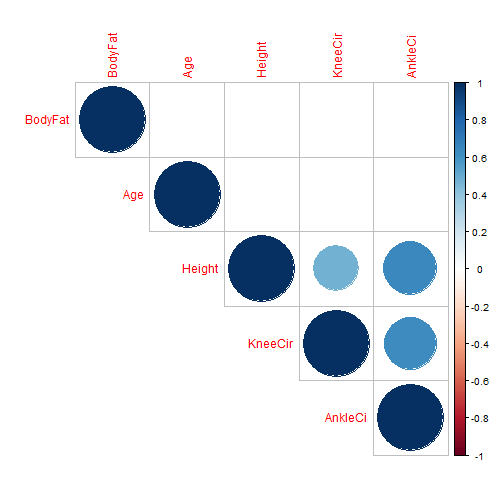 BodyFat
Age
Height
KneeCir
AnkleCi
BodyFat
Age
Height
KneeCir
AnkleCi
1
0.8
0.6
0.4
0.2
0
-0.2
-0.4
-0.6
-0.8
-1